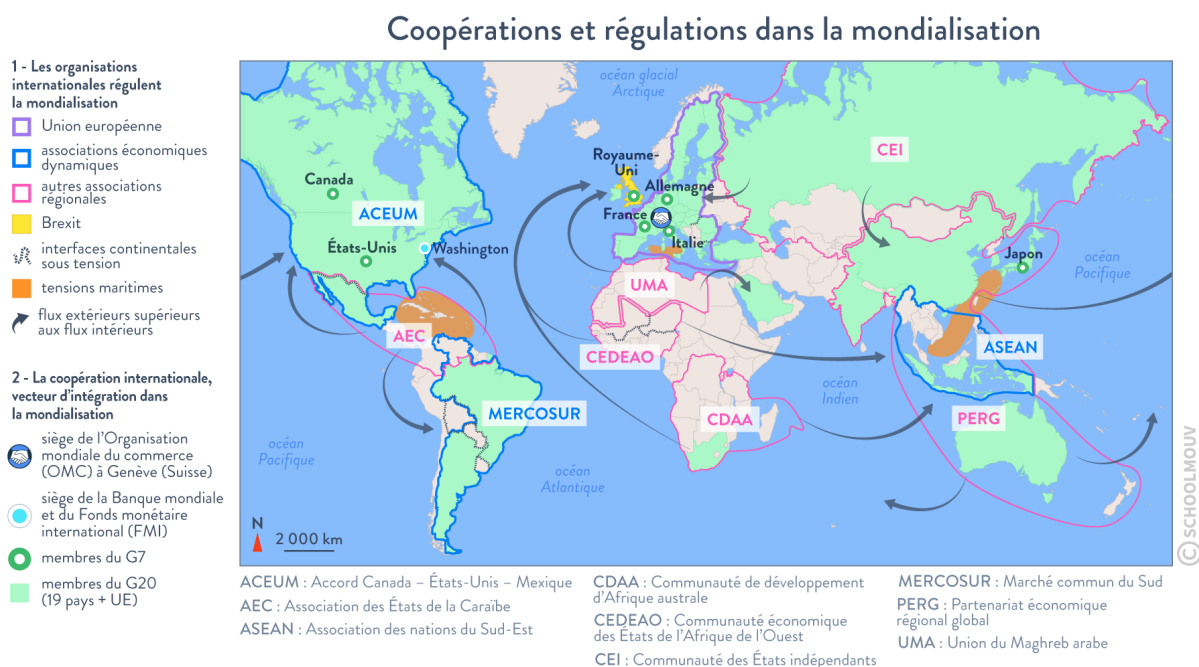 Coopérations et régulations dans la mondialisation
1 - Les organisations
internationales régulent
la mondialisation
Union européenne
associations économiques
dynamiques
autres associations
régionales
Brexit
interfaces continentales
sous tension
tensions maritimes
flux extérieurs supérieurs
aux flux intérieurs
2 - La coopération internationale,
vecteur d’intégration dans
la mondialisation
siège de l’Organisation
mondiale du commerce
(OMC) à Genève (Suisse)
siège de la Banque mondiale
et du Fonds monétaire
international (FMI)
membres du G7
membres du G20
(19 pays + UE)
océan glacial
Arctique
Royaume-
Uni
Allemagne
France
Italie
CEI
Canada
ACEUM
États-Unis
Washington
Japon
océan
Pacifique
UMA
AEC
CEDEAO
ASEAN
MERCOSUR
CDAA
océan
Indien
PERG
océan
Pacifique
océan
Atlantique
N
2 000 km
© SCHOOLMOUV
ACEUM : Accord Canada – États-Unis – Mexique
AEC : Association des États de la Caraïbe
ASEAN : Association des nations du Sud-Est
CDAA : Communauté de développement
d’Afrique australe
CEDEAO : Communauté économique
des États de l’Afrique de l’Ouest
CEI : Communauté des États indépendants
MERCOSUR : Marché commun du Sud
PERG : Partenariat économique
régional global
UMA : Union du Maghreb arabe